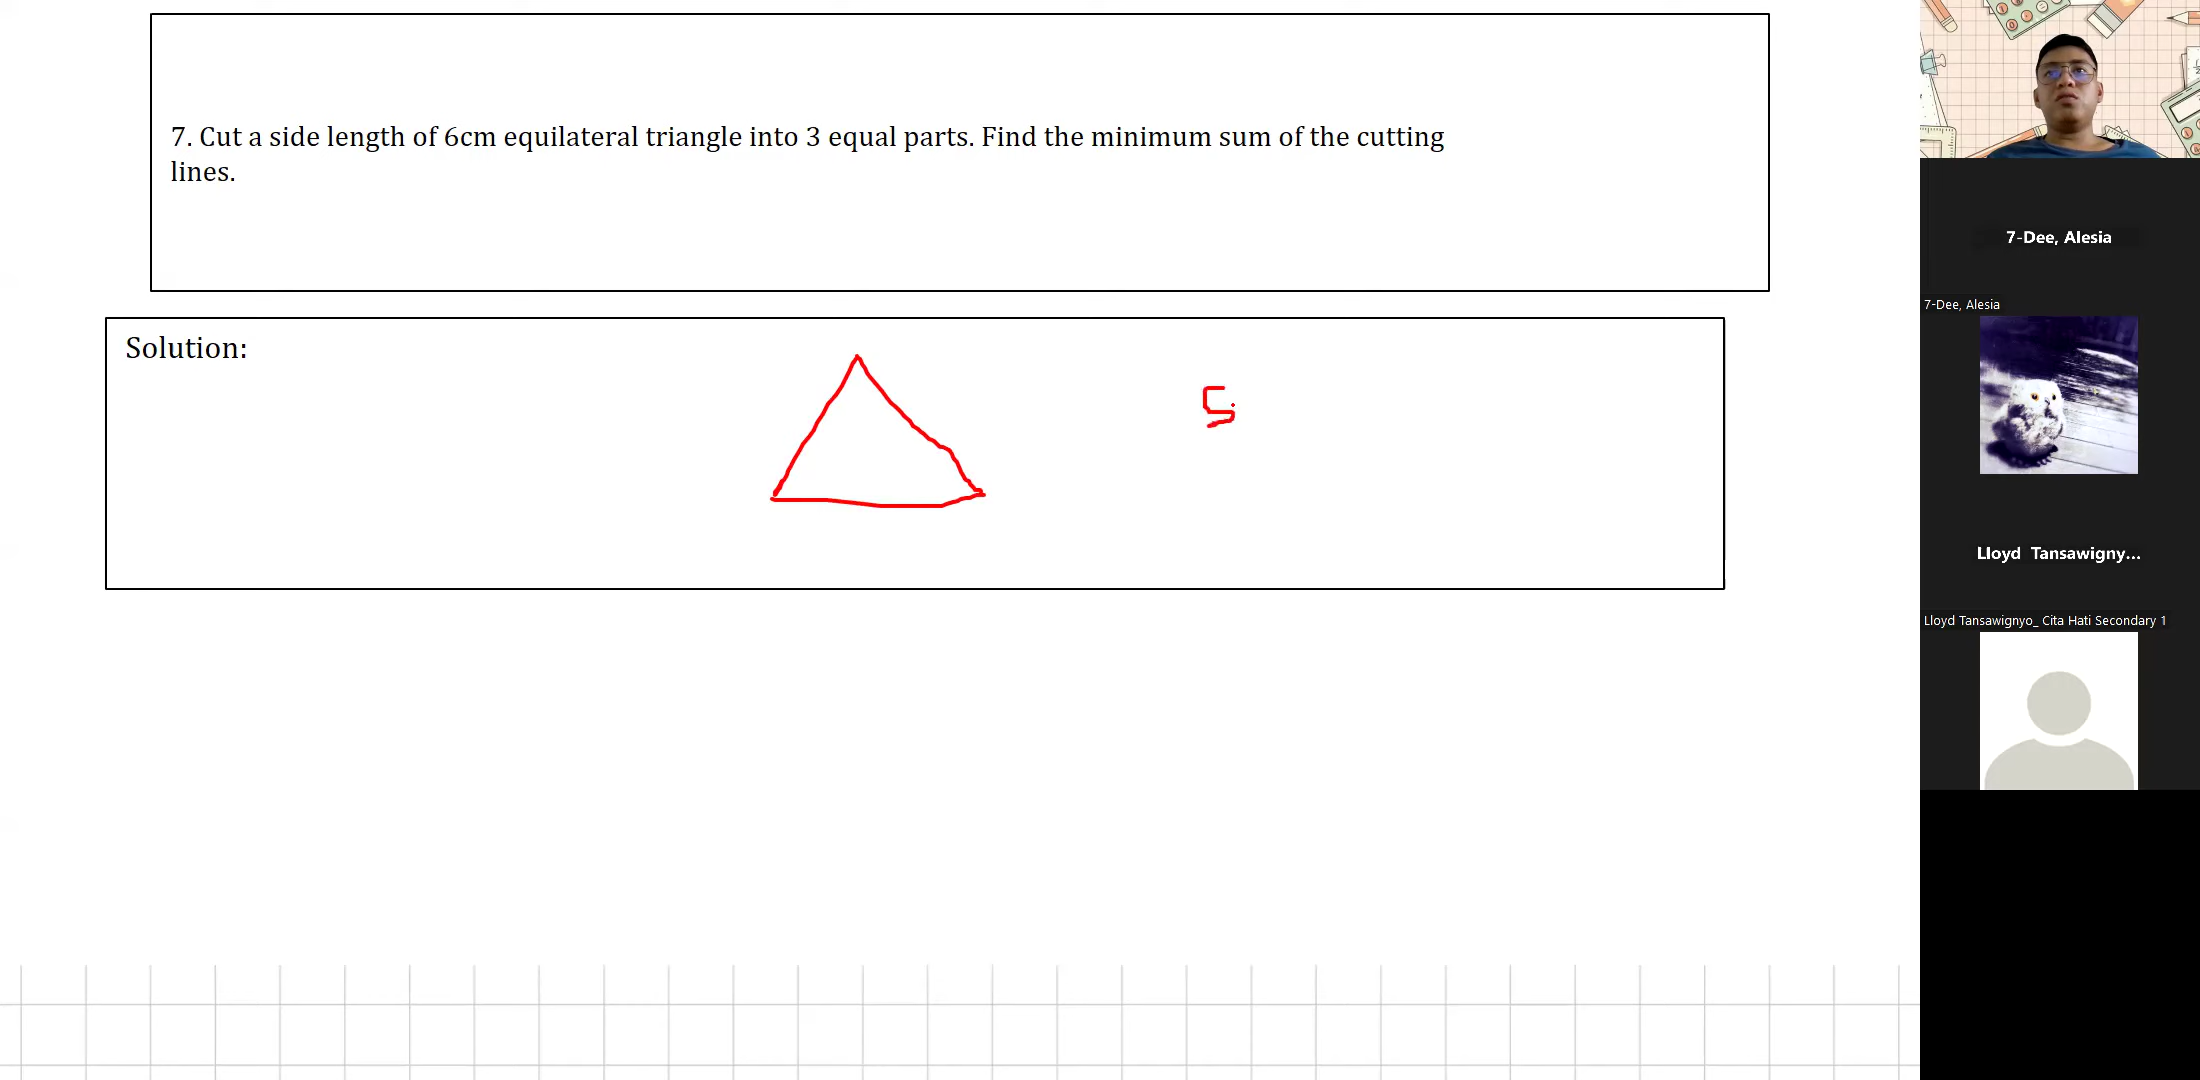 7. Cut a side length of 6cm equilateral triangle into 3 equal parts. Find the minimum sum of the cutting
lines.
Solution:
5
7-Dee, Alesia
7-Dee, Alesia
Lloyd Tansawigny...
Lloyd Tansawignyo_ Cita Hati Secondary 1